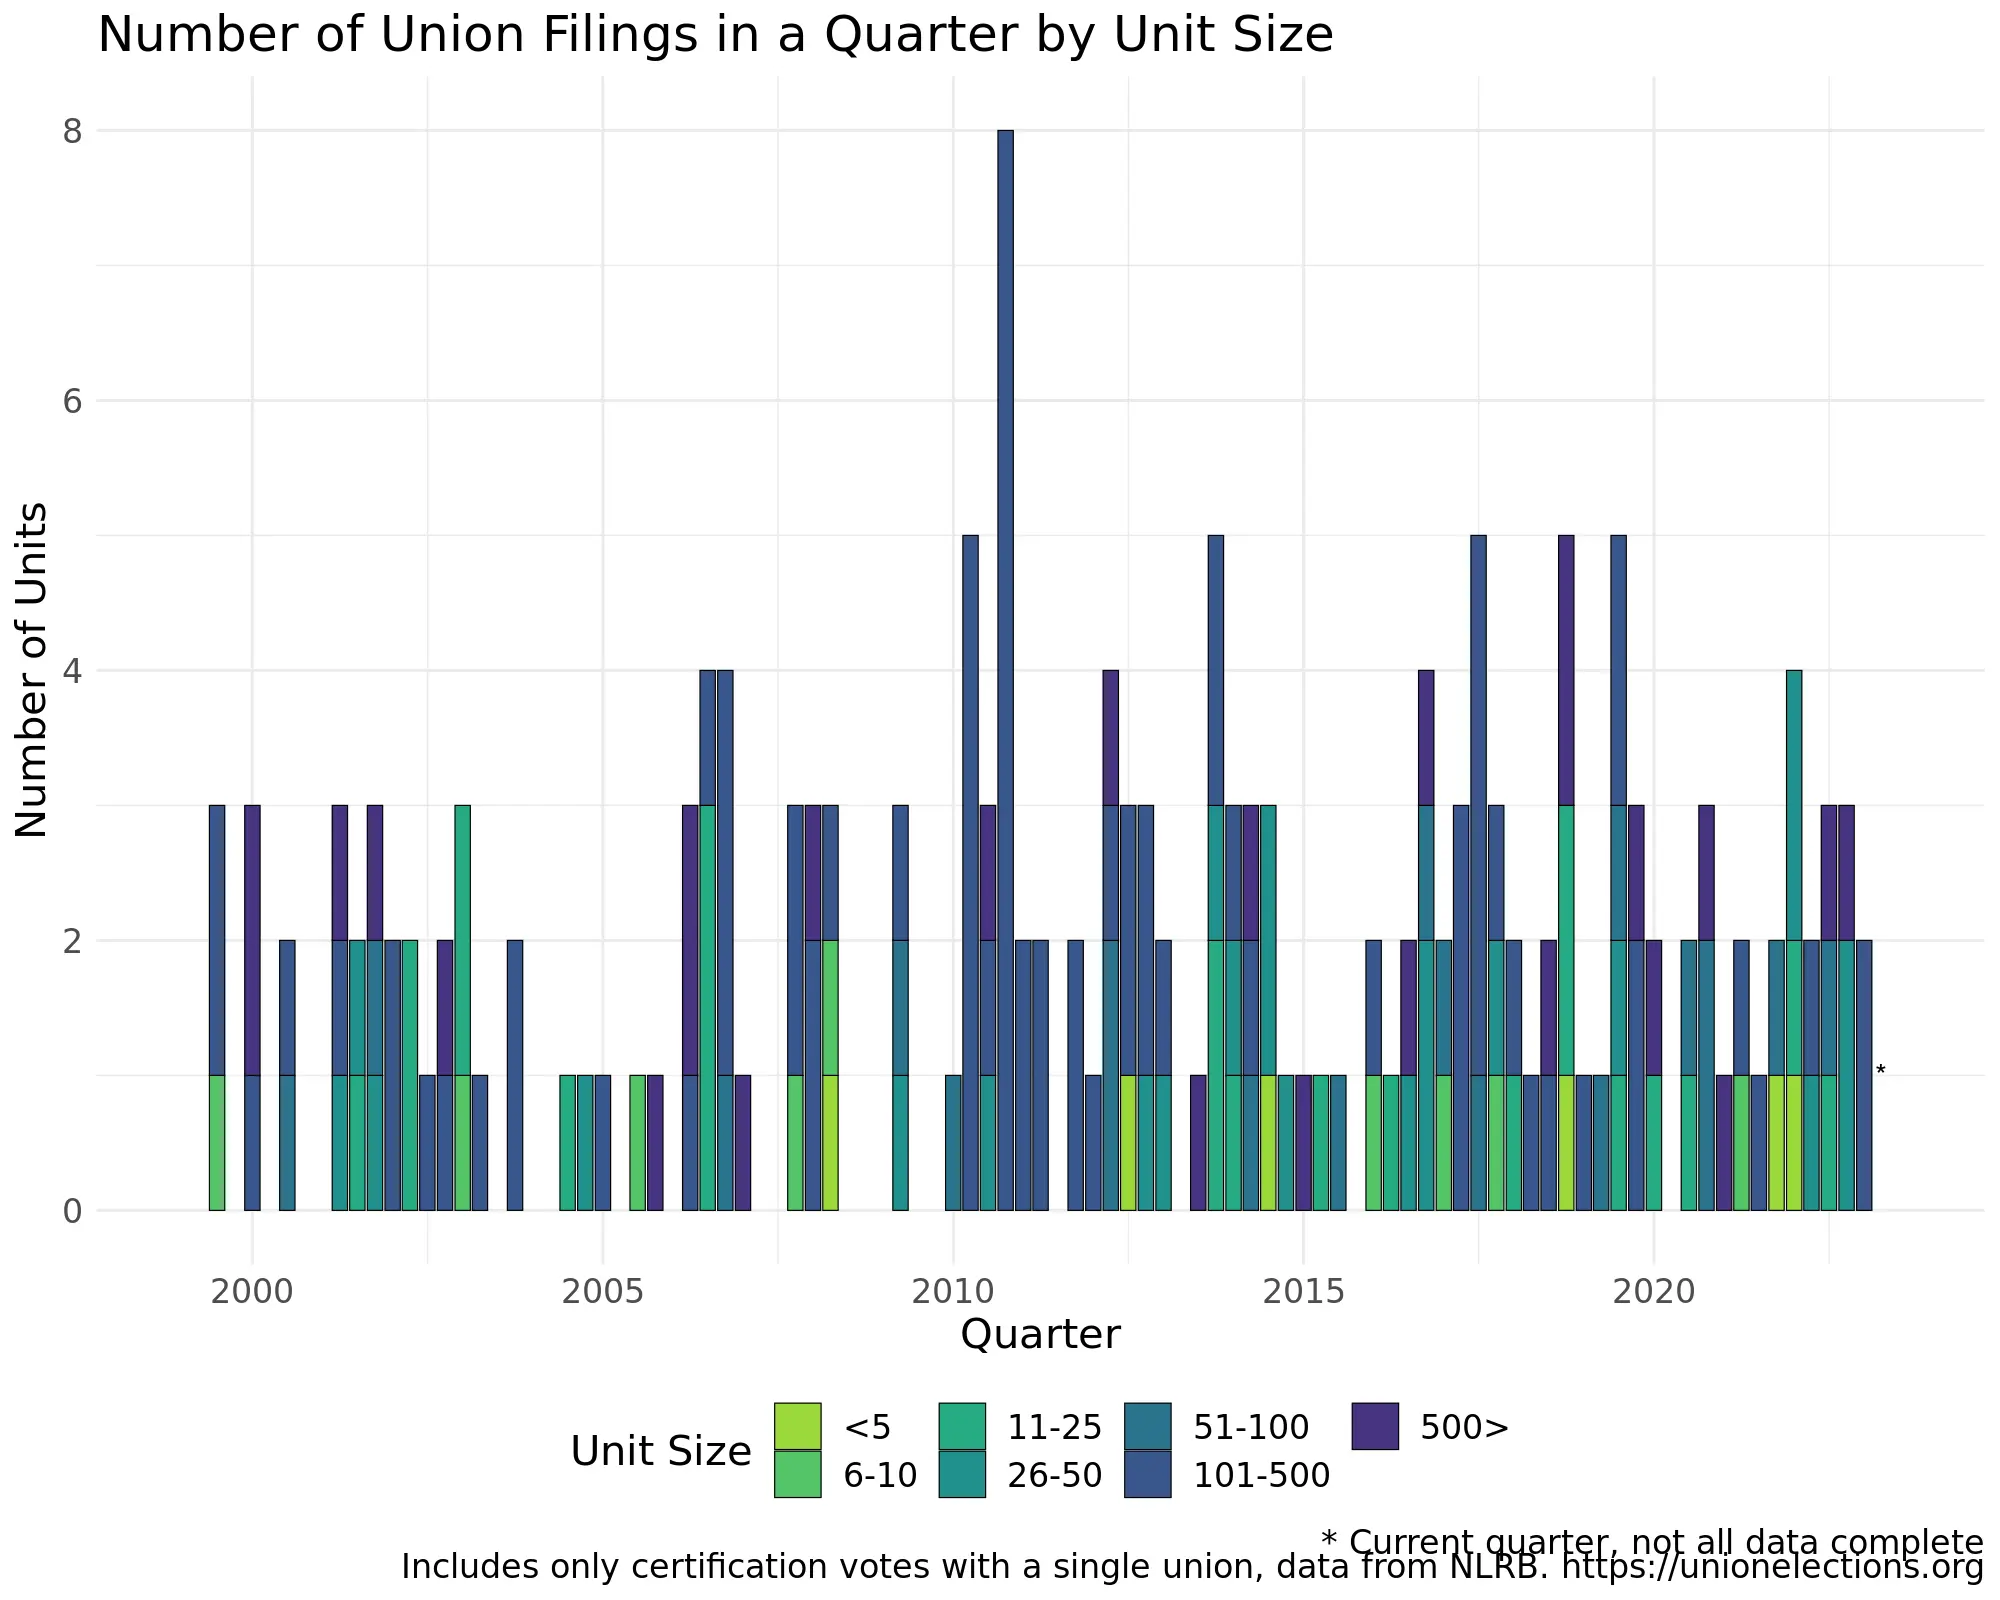 Number of Union Filings in a Quarter by Unit Size
Number of Units
8
6
4
2
0
*
2000 2005 2010 2015 2020
Quarter
Unit Size
<5 11-25 51-100 500>
6-10 26-50 101-500
* Current quarter, not all data complete
Includes only certification votes with a single union, data from NLRB. https://unionelections.org